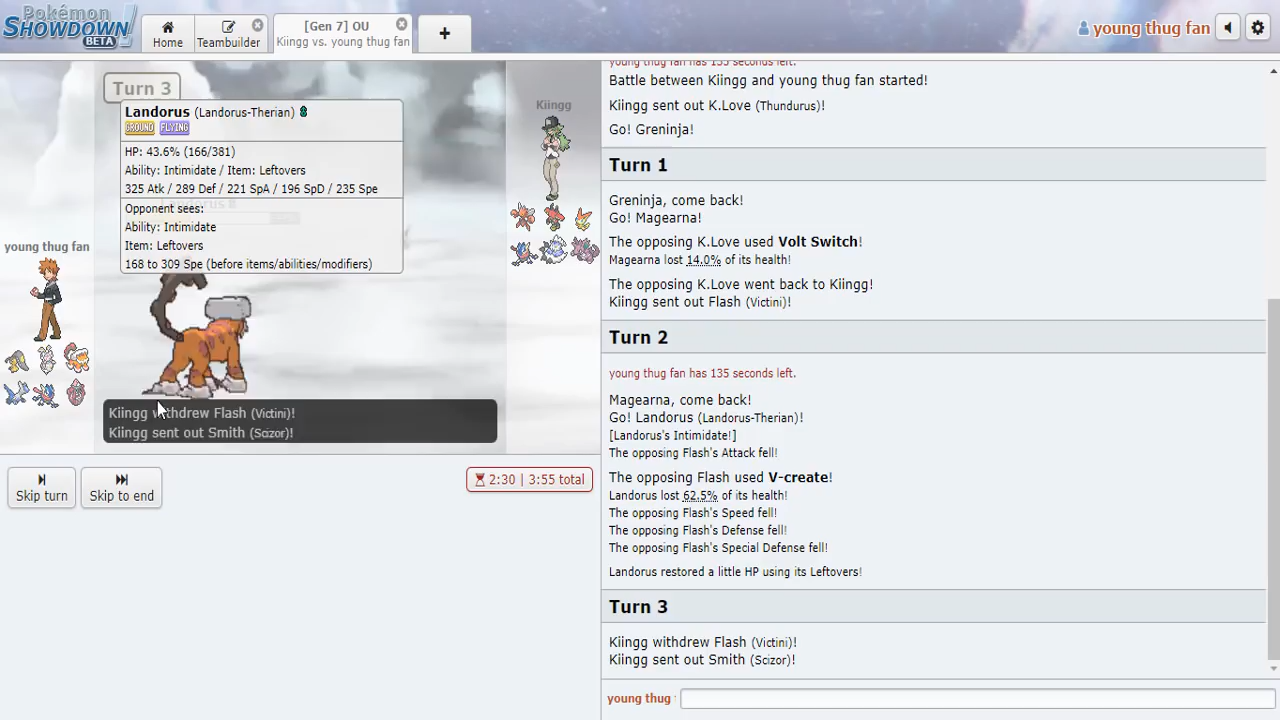 Pokémon
Showdown
BETA
Home
Teambuilder
[Gen 7] OU
Kiingg vs. young thug fan
+
young thug fan
Turn 3
Landorus (Landorus-Therian)
GROUND FLYING
HP: 43.6% (166/381)
Ability: Intimidate / Item: Leftovers
325 Atk / 289 Def / 221 SpA / 196 SpD / 235 Spe
Opponent sees:
Ability: Intimidate
Item: Leftovers
168 to 309 Spe (before items/abilities/modifiers)
young thug fan
Kiingg
Kiingg withdrew Flash (Victini)!
Kiingg sent out Smith (Scizor)!
Skip turn
Skip to end
2:30 | 3:55 total
young thug fan has 135 seconds left.
Battle between Kiingg and young thug fan started!
Kiingg sent out K.Love (Thundurus)!
Go! Greninja!
Turn 1
Greninja, come back!
Go! Magearna!
The opposing K.Love used Volt Switch!
Magearna lost 14.0% of its health!
The opposing K.Love went back to Kiingg!
Kiingg sent out Flash (Victini)!
Turn 2
young thug fan has 135 seconds left.
Magearna, come back!
Go! Landorus (Landorus-Therian)!
[Landorus's Intimidate!]
The opposing Flash's Attack fell!
The opposing Flash used V-create!
Landorus lost 62.5% of its health!
The opposing Flash's Speed fell!
The opposing Flash's Defense fell!
The opposing Flash's Special Defense fell!
Landorus restored a little HP using its Leftovers!
Turn 3
Kiingg withdrew Flash (Victini)!
Kiingg sent out Smith (Scizor)!
young thug